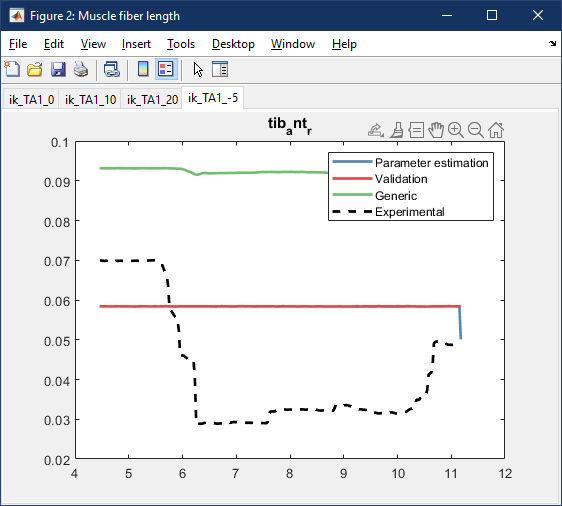 Figure 2: Muscle fiber length
File Edit View Insert Tools Desktop Window Help
ik_TA1_0 ik_TA1_10 ik_TA1_20 ik_TA1_-5
tib_ant_r
0.1
0.09
0.08
0.07
0.06
0.05
0.04
0.03
0.02
Parameter estimation
Validation
Generic
Experimental
4 5 6 7 8 9 10 11 12